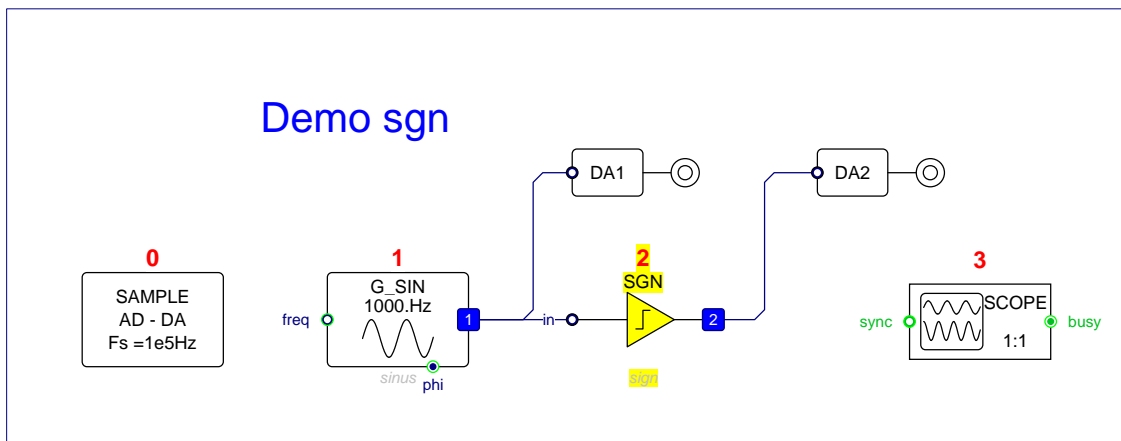 Demo sgn
DA1
DA2
0
1
2
3
SAMPLE
AD - DA
Fs =1e5Hz
freq
G_SIN
1000.Hz
1
sinus
phi
in
SGN
2
sign
sync
SCOPE
1:1
busy